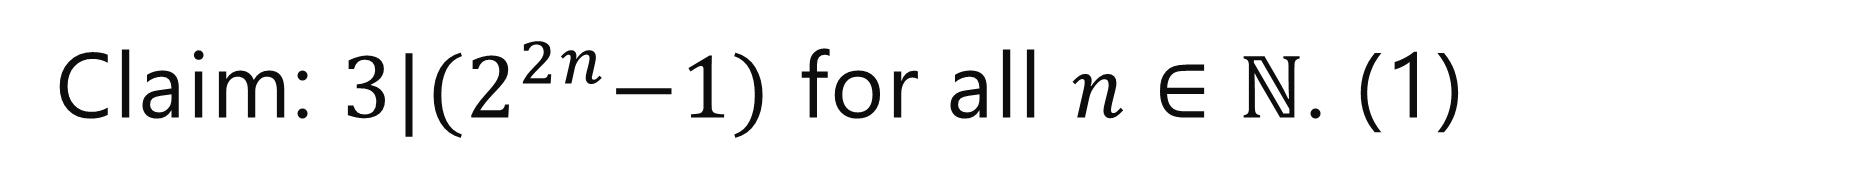 Claim: 3|(2^{2n}−1) for all n ∈ ℕ. (1)